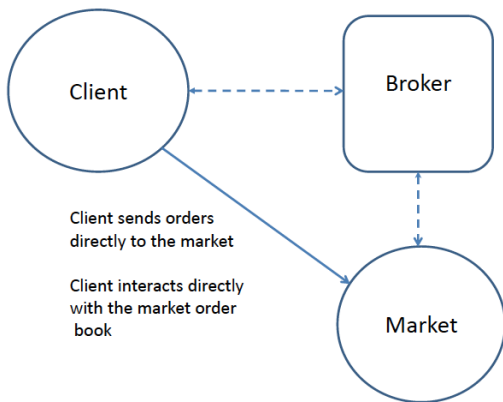 Client
Broker
Client sends orders
directly to the market
Client interacts directly
with the market order
book
Market